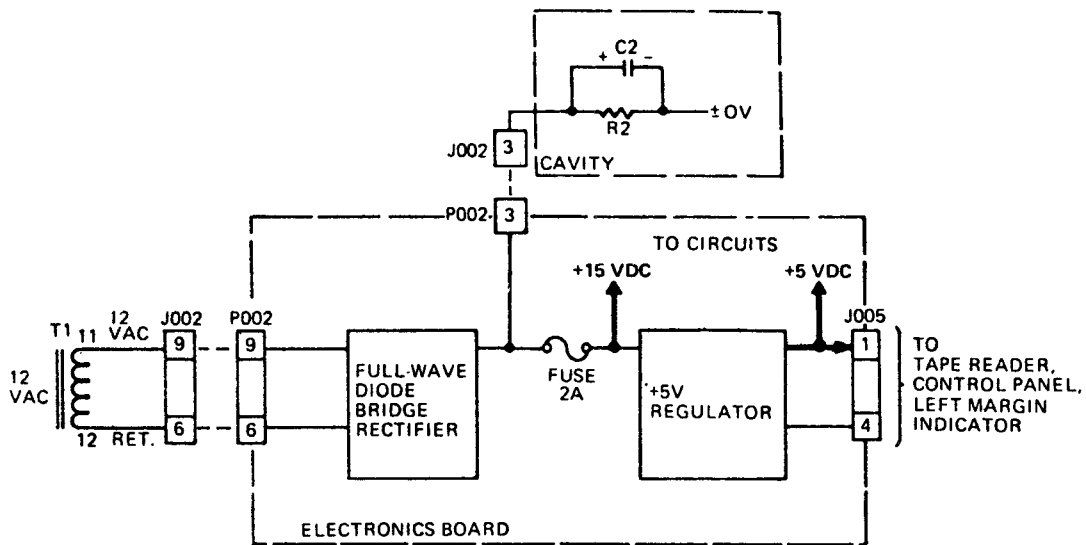 + C2 -
R2
± 0V
J002 3
CAVITY
P002 3
TO CIRCUITS
+15 VDC
+5 VDC
J005
T1
11
12
VAC
J002
P002
9
9
1
12
VAC
FULL-WAVE
DIODE
BRIDGE
RECTIFIER
FUSE
2A
+5V
REGULATOR
TO
TAPE READER,
CONTROL PANEL,
LEFT MARGIN
INDICATOR
12
RET.
6
6
4
ELECTRONICS BOARD